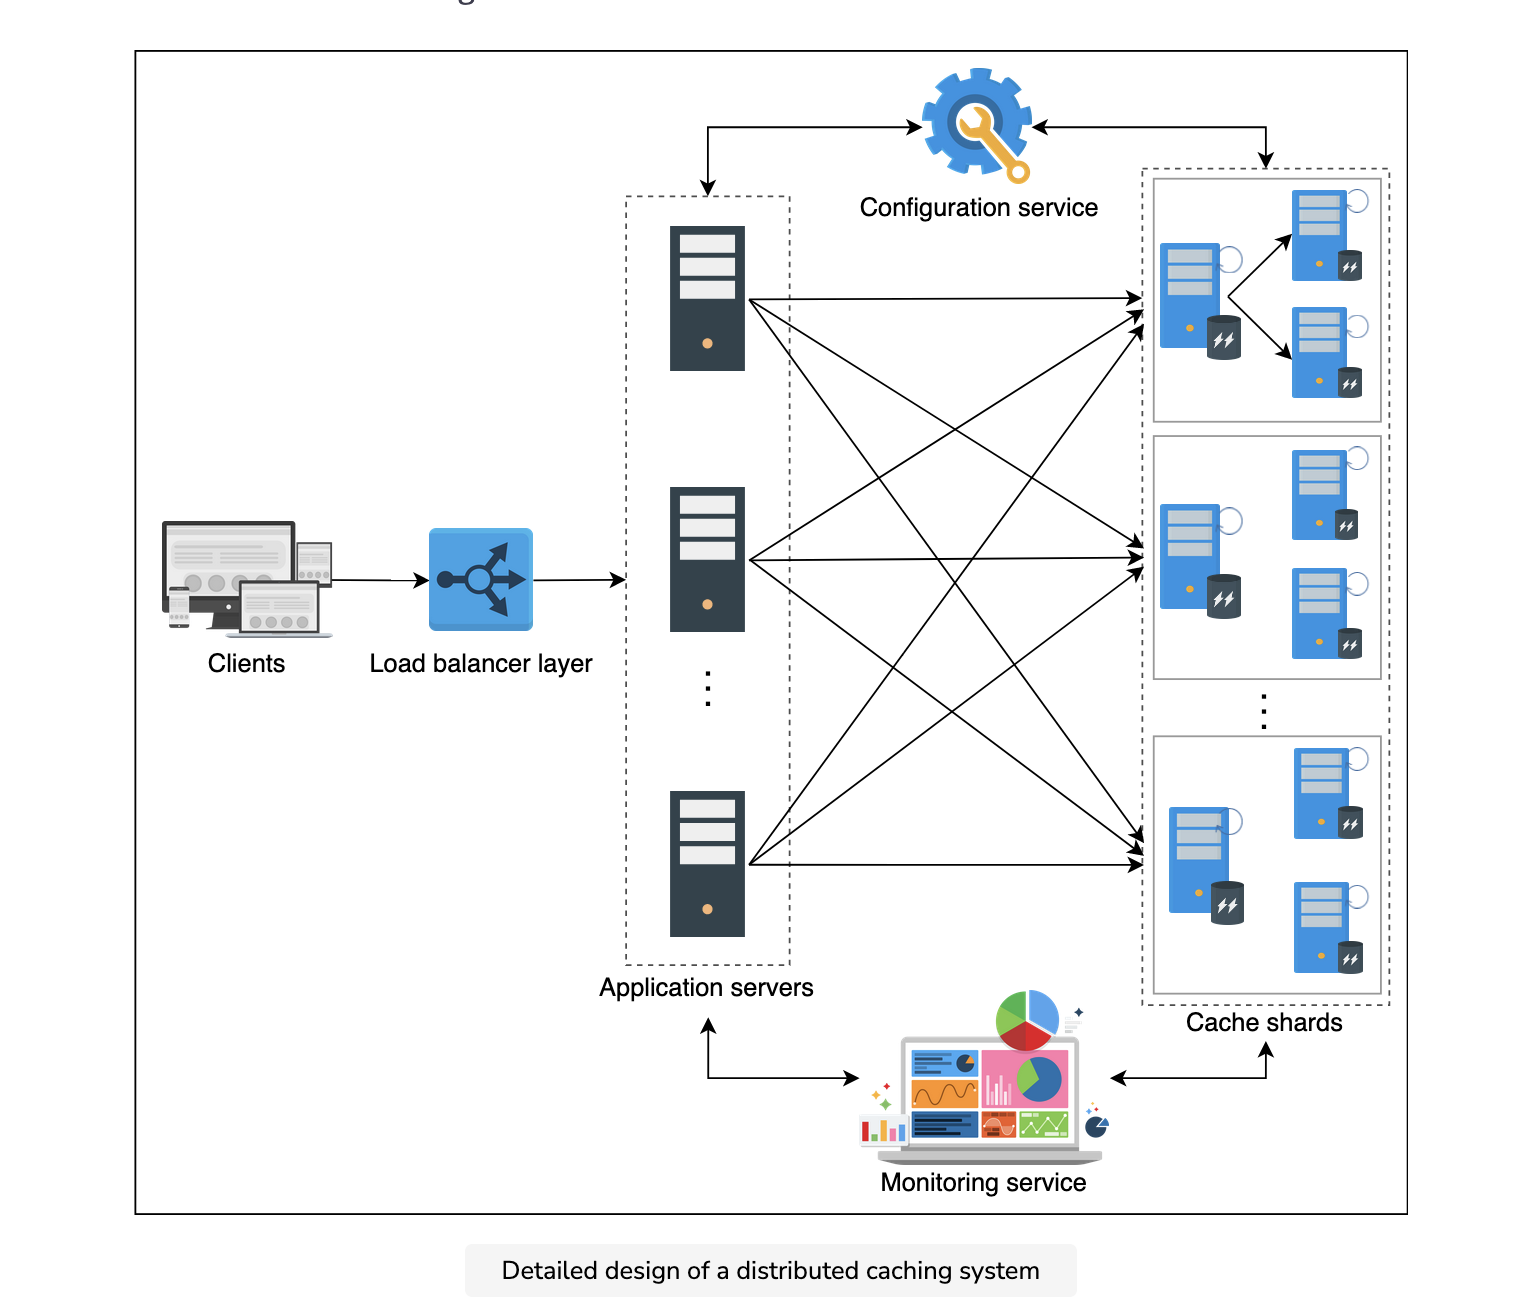 Configuration service
Clients
Load balancer layer
Application servers
Cache shards
Monitoring service
Detailed design of a distributed caching system